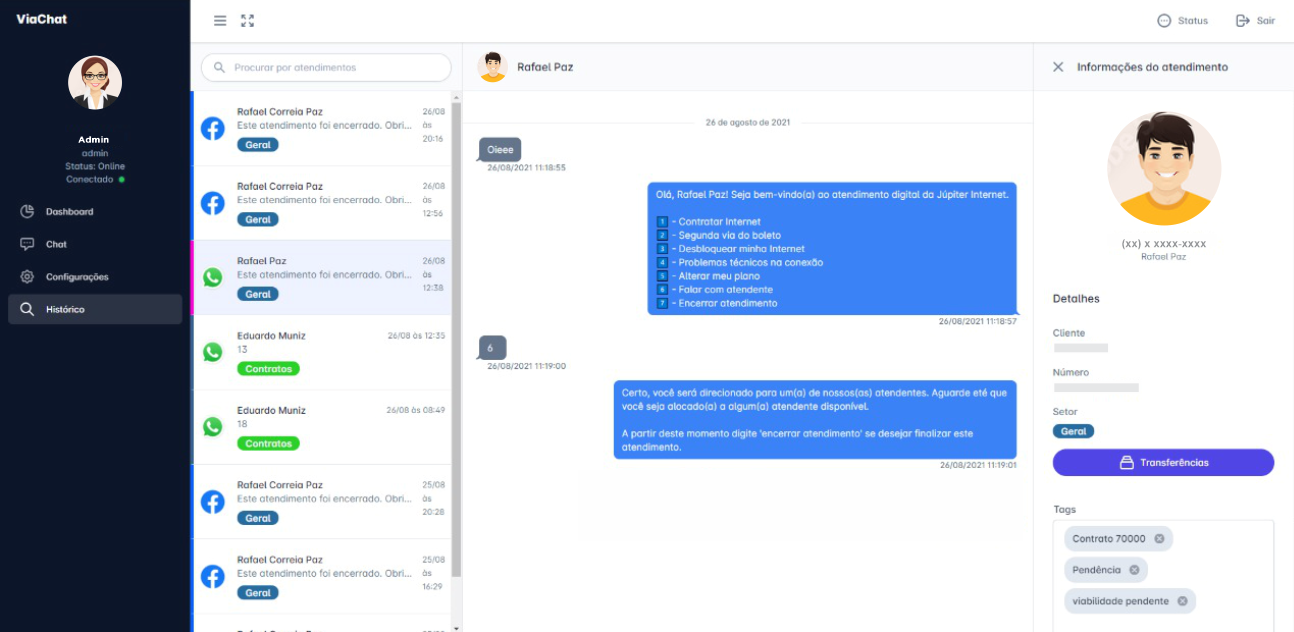 ViaChat
Admin
admin
Status: Online
Conectado
Dashboard
Chat
Configurações
Histórico
Status
Sair
Procurar por atendimentos
Rafael Correia Paz
26/08 às 20:16
Este atendimento foi encerrado. Obri...
Geral
Rafael Correia Paz
26/08 às 12:56
Este atendimento foi encerrado. Obri...
Geral
Rafael Paz
26/08 às 12:38
Este atendimento foi encerrado. Obri...
Geral
Eduardo Muniz
26/08 às 12:35
13
Contratos
Eduardo Muniz
26/08 às 08:49
18
Contratos
Rafael Correia Paz
25/08 às 20:28
Este atendimento foi encerrado. Obri...
Geral
Rafael Correia Paz
25/08 às 16:29
Este atendimento foi encerrado. Obri...
Geral
Rafael Paz
26 de agosto de 2021
Oieee
26/08/2021 11:18:55
Olá, Rafael Paz! Seja bem-vindo(a) ao atendimento digital da Júpiter Internet.
1 - Contratar Internet
2 - Segunda via do boleto
3 - Desbloquear minha Internet
4 - Problemas técnicos na conexão
5 - Alterar meu plano
6 - Falar com atendente
7 - Encerrar atendimento
26/08/2021 11:18:57
6
26/08/2021 11:19:00
Certo, você será direcionado para um(a) de nossos(as) atendentes. Aguarde eté que
você seja alocado(a) a algum(a) atendente disponível.
A partir deste momento digite 'encerrar atendimento' se desejar finalizar este
atendimento.
26/08/2021 11:19:01
Informações do atendimento
(xx) x xxxx-xxxx
Rafael Paz
Detalhes
Cliente
Número
Setor
Geral
Transferências
Tags
Contrato 70000
Pendência
viabilidade pendente